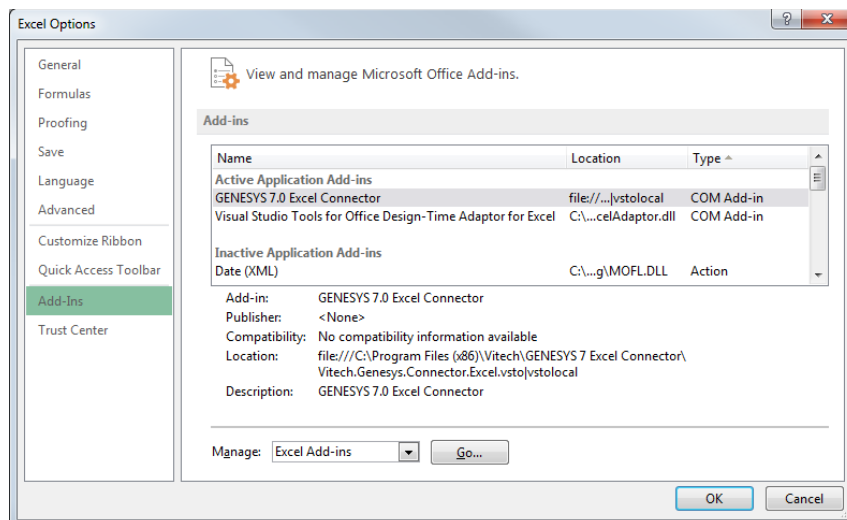 Excel Options
General
Formulas
Proofing
Save
Language
Advanced
Customize Ribbon
Quick Access Toolbar
Add-Ins
Trust Center
View and manage Microsoft Office Add-ins.
Add-ins
Name Location Type
Active Application Add-ins
GENESYS 7.0 Excel Connector file://...|vstolocal COM Add-in
Visual Studio Tools for Office Design-Time Adaptor for Excel C:\...celAdaptor.dll COM Add-in
Inactive Application Add-ins
Date (XML) C:\...g\MOFL.DLL Action
Add-in: GENESYS 7.0 Excel Connector
Publisher: <None>
Compatibility: No compatibility information available
Location: file:///C:\Program Files (x86)\Vitech\GENESYS 7 Excel Connector\
Vitech.Genesys.Connector.Excel.vsto|vstolocal
Description: GENESYS 7.0 Excel Connector
Manage: Excel Add-ins Go...
OK Cancel